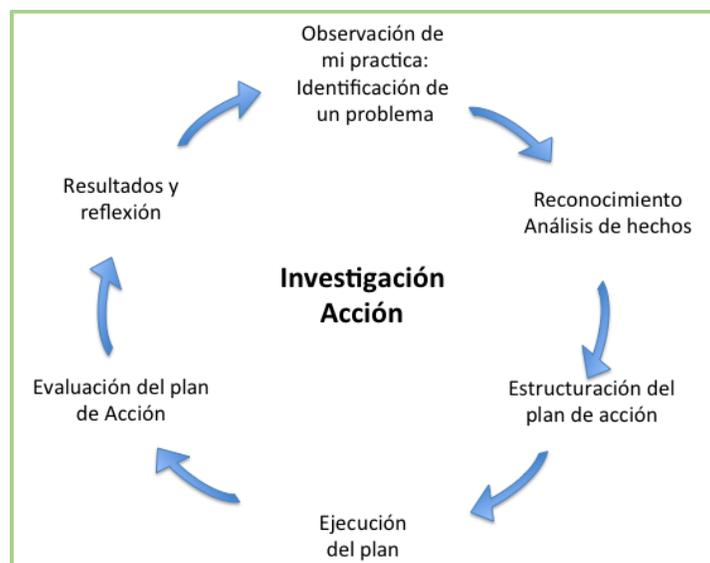 Observación de
mi practica:
Identificación de
un problema
Reconocimiento
Análisis de hechos
Estructuración del
plan de acción
Ejecución
del plan
Evaluación del plan
de Acción
Resultados y
reflexión
Investigación
Acción